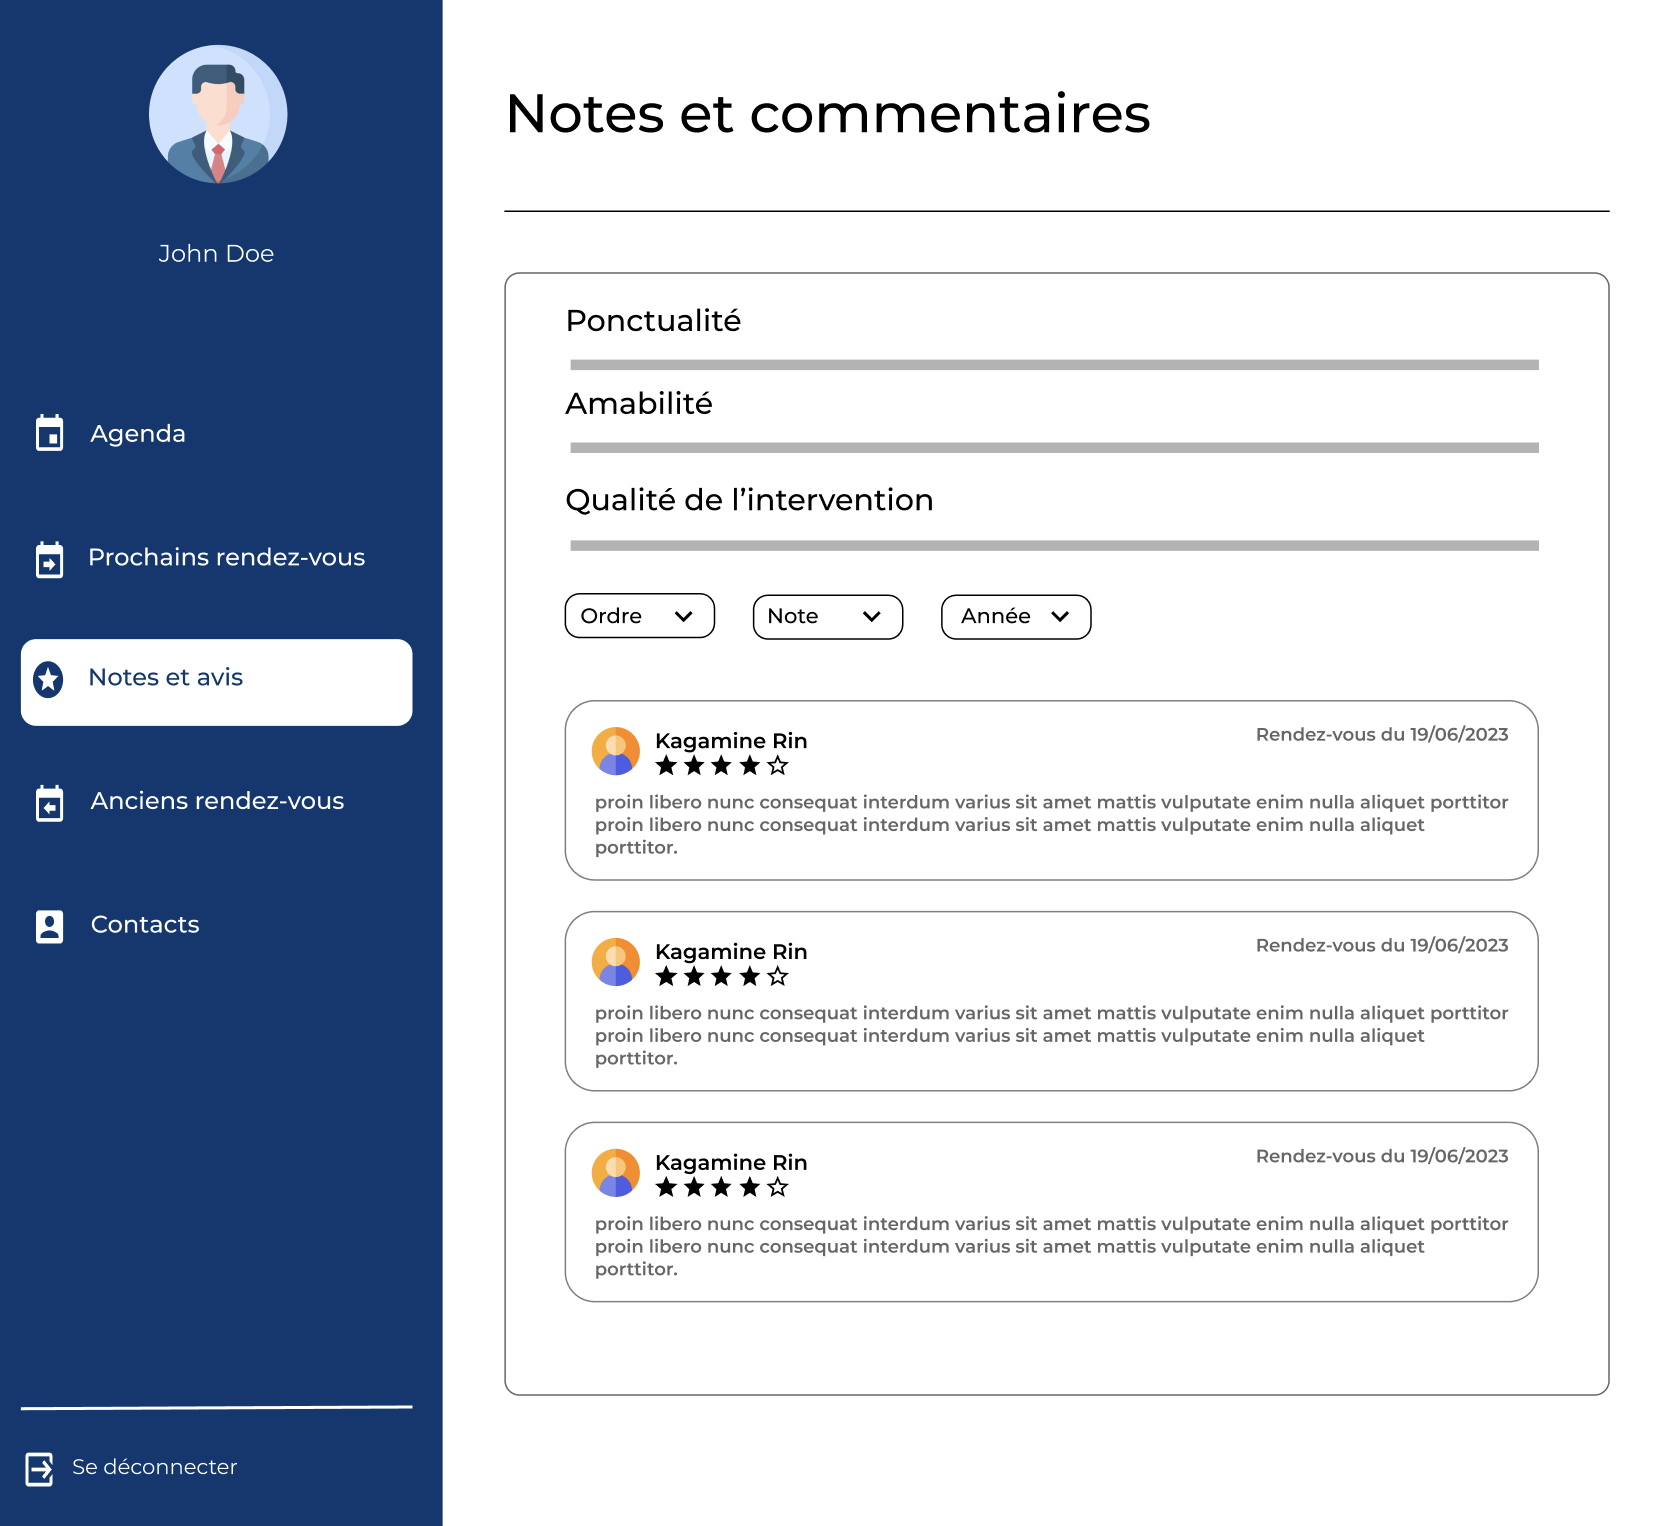 John Doe
Agenda
Prochains rendez-vous
Notes et avis
Anciens rendez-vous
Contacts
Se déconnecter
Notes et commentaires
Ponctualité
Amabilité
Qualité de l’intervention
Ordre
Note
Année
Kagamine Rin
Rendez-vous du 19/06/2023
proin libero nunc consequat interdum varius sit amet mattis vulputate enim nulla aliquet porttitor
proin libero nunc consequat interdum varius sit amet mattis vulputate enim nulla aliquet
porttitor.
Kagamine Rin
Rendez-vous du 19/06/2023
proin libero nunc consequat interdum varius sit amet mattis vulputate enim nulla aliquet porttitor
proin libero nunc consequat interdum varius sit amet mattis vulputate enim nulla aliquet
porttitor.
Kagamine Rin
Rendez-vous du 19/06/2023
proin libero nunc consequat interdum varius sit amet mattis vulputate enim nulla aliquet porttitor
proin libero nunc consequat interdum varius sit amet mattis vulputate enim nulla aliquet
porttitor.